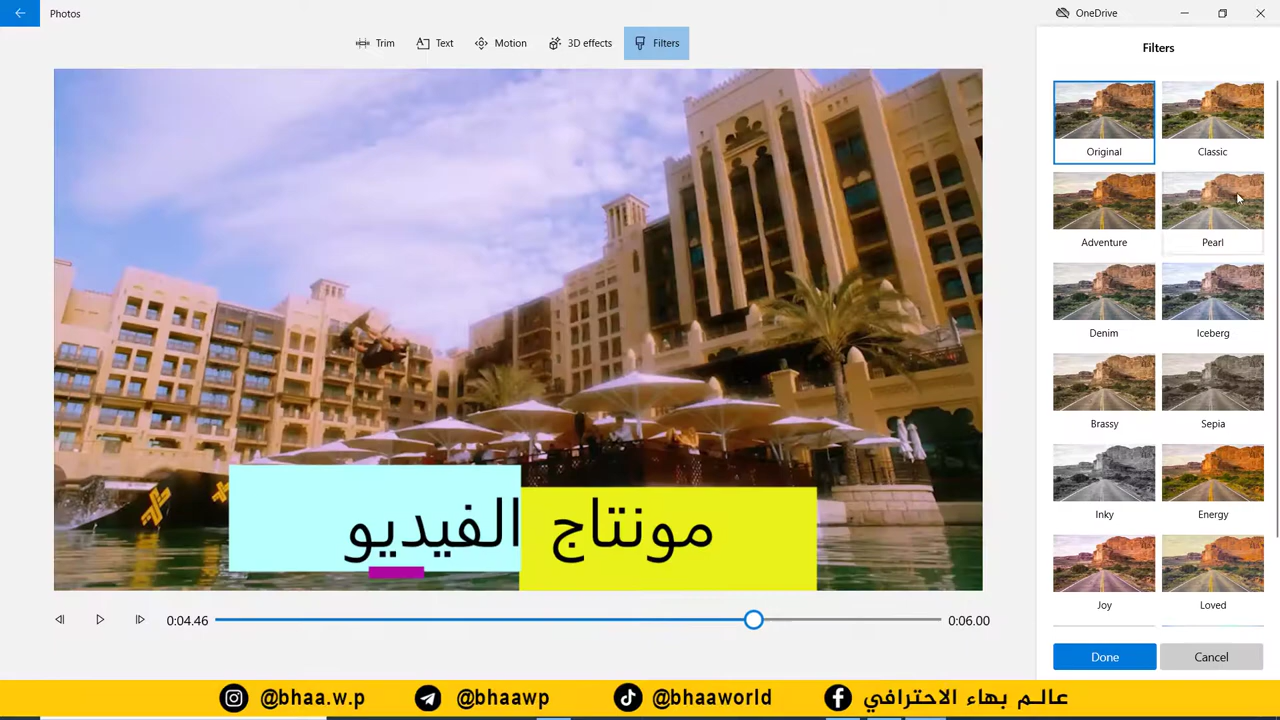 Photos
OneDrive
Trim
Text
Motion
3D effects
Filters
Filters
Original
Classic
Adventure
Pearl
Denim
Iceberg
Brassy
Sepia
Inky
Energy
Joy
Loved
مونتاج الفيديو
0:04.46
0:06.00
Done
Cancel
@bhaa.w.p
@bhaawp
@bhaaworld
عالم بهاء الاحترافي